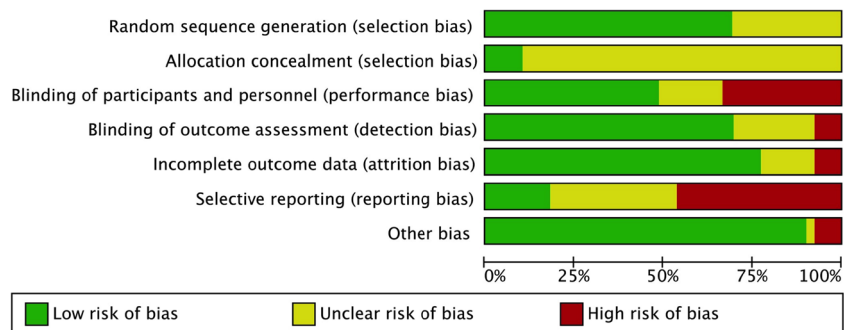 Random sequence generation (selection bias)
Allocation concealment (selection bias)
Blinding of participants and personnel (performance bias)
Blinding of outcome assessment (detection bias)
Incomplete outcome data (attrition bias)
Selective reporting (reporting bias)
Other bias
0% 25% 50% 75% 100%
Low risk of bias Unclear risk of bias High risk of bias